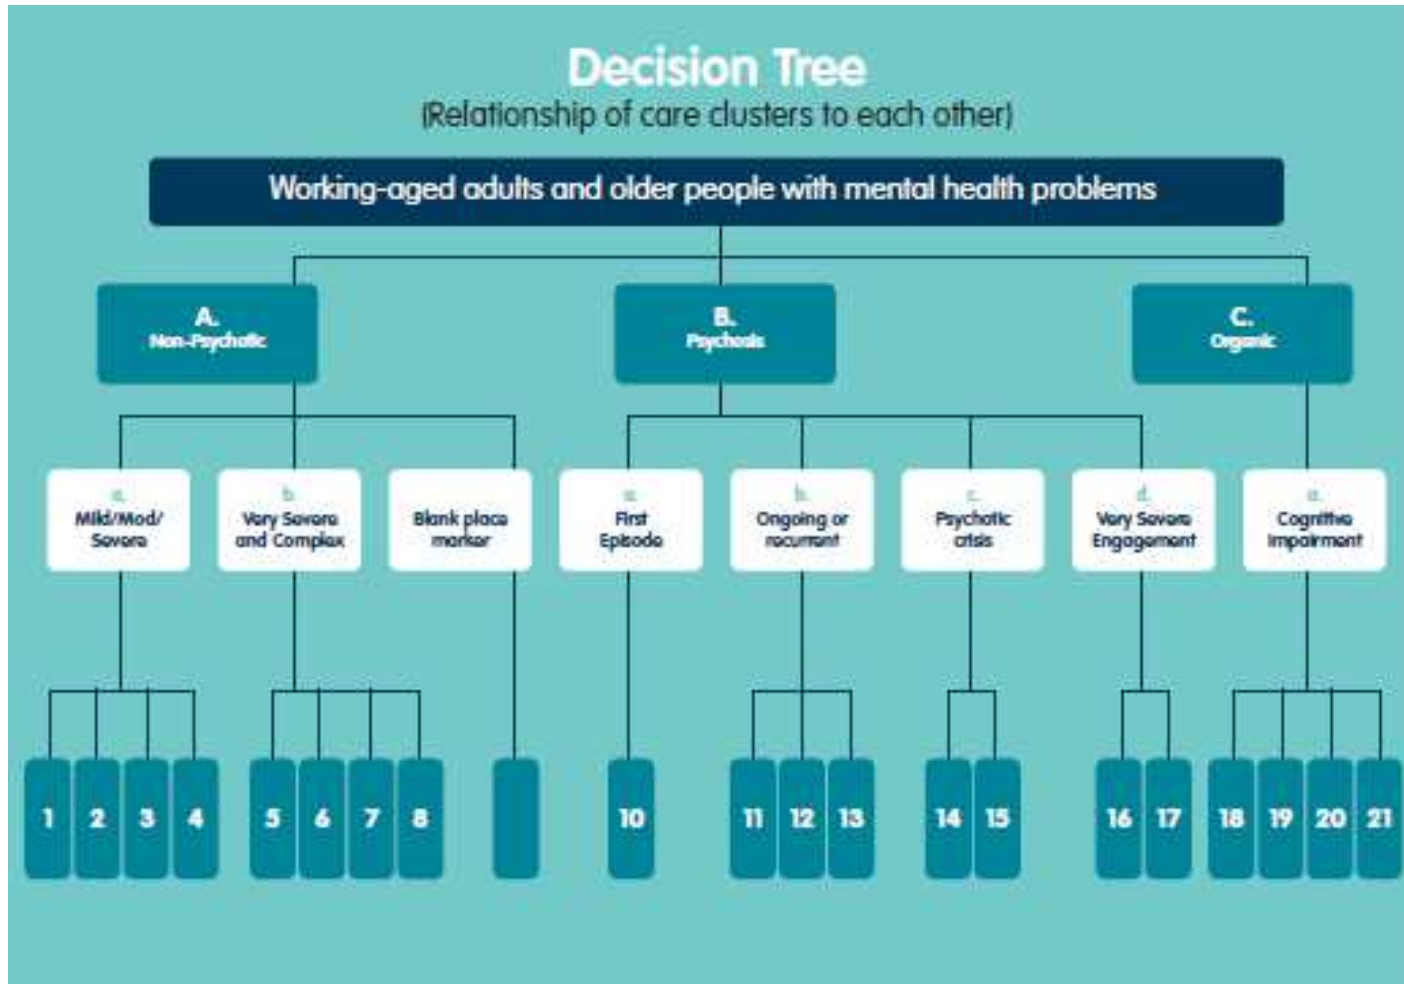 Decision Tree
(Relationship of care clusters to each other)
Working-aged adults and older people with mental health problems
A.
Non-Psychotic
B.
Psychosis
C.
Organic
a.
Mild/Mod/
Severe
b.
Very Severe
and Complex
Blank place
marker
a.
First
Episode
b.
Ongoing or
recurrent
c.
Psychotic
crisis
d.
Very Severe
Engagement
a.
Cognitive
Impairment
1 2 3 4 5 6 7 8 10 11 12 13 14 15 16 17 18 19 20 21